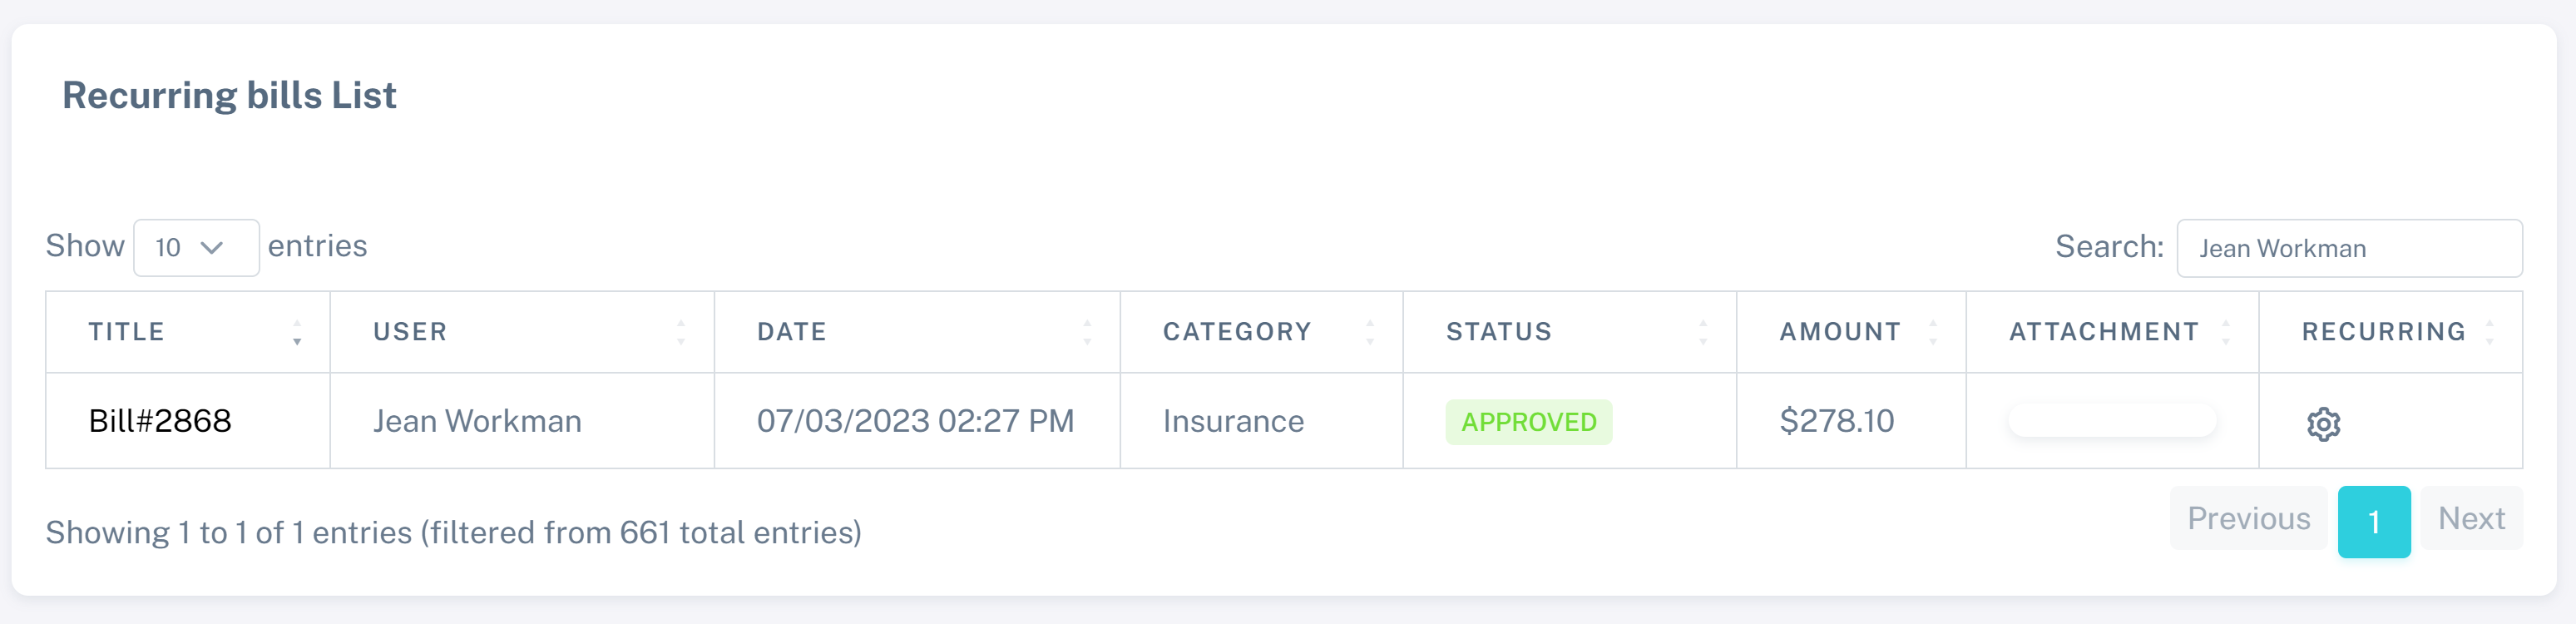 Recurring bills List
Show 10 entries
Search: Jean Workman
TITLE USER DATE CATEGORY STATUS AMOUNT ATTACHMENT RECURRING
Bill#2868 Jean Workman 07/03/2023 02:27 PM Insurance APPROVED $278.10
Showing 1 to 1 of 1 entries (filtered from 661 total entries)
Previous 1 Next